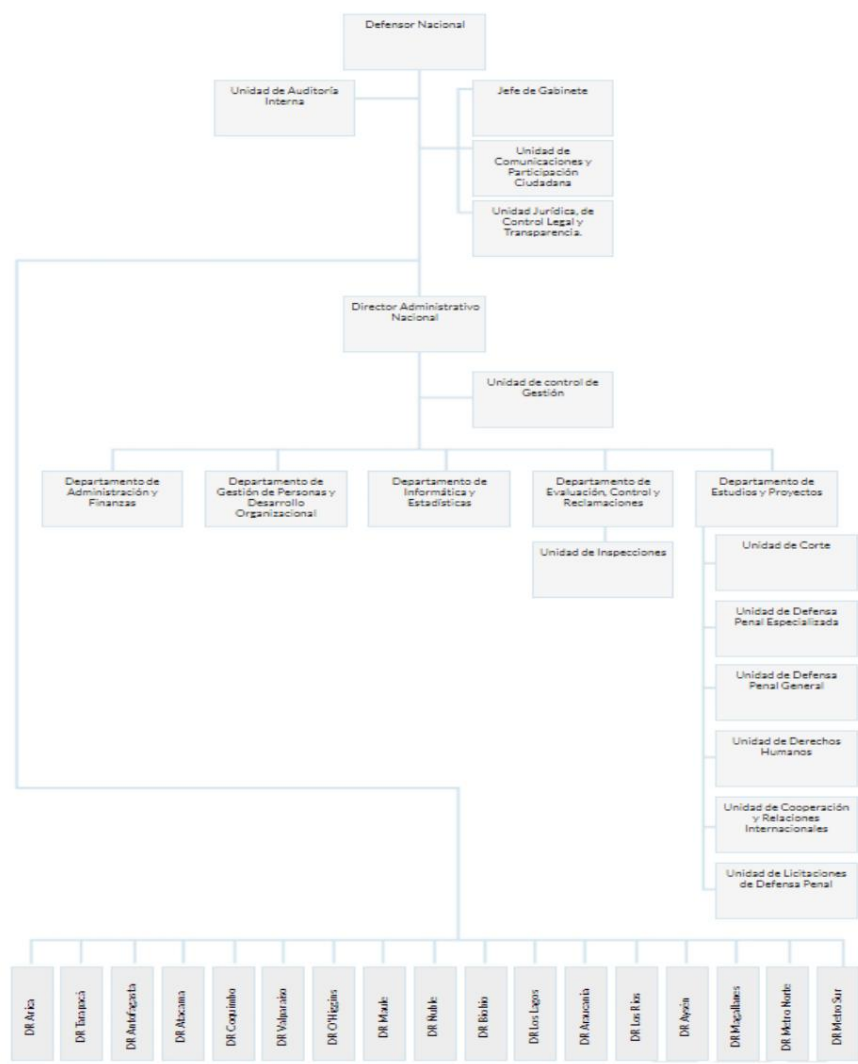 Defensor Nacional
Unidad de Auditoría
Interna
Jefe de Gabinete
Unidad de
Comunicaciones y
Participación
Ciudadana
Unidad Jurídica, de
Control Legal y
Transparencia.
Director Administrativo
Nacional
Unidad de control de
Gestión
Departamento de
Administración y
Finanzas
Departamento de
Gestión de Personas y
Desarrollo
Organizacional
Departamento de
Informática y
Estadísticas
Departamento de
Evaluación, Control y
Reclamaciones
Departamento de
Estudios y Proyectos
Unidad de Inspecciones
Unidad de Corte
Unidad de Defensa
Penal Especializada
Unidad de Defensa
Penal General
Unidad de Derechos
Humanos
Unidad de Cooperación
y Relaciones
Internacionales
Unidad de Licitaciones
de Defensa Penal
DR Arica
DR Tarapacá
DR Antofagasta
DR Atacama
DR Coquimbo
DR Valparaíso
DR O'Higgins
DR Maule
DR Ñuble
DR Biobío
DR Los Lagos
DR Araucanía
DR Los Ríos
DR Aysén
DR Magallanes
DR Metro Norte
DR Metro Sur